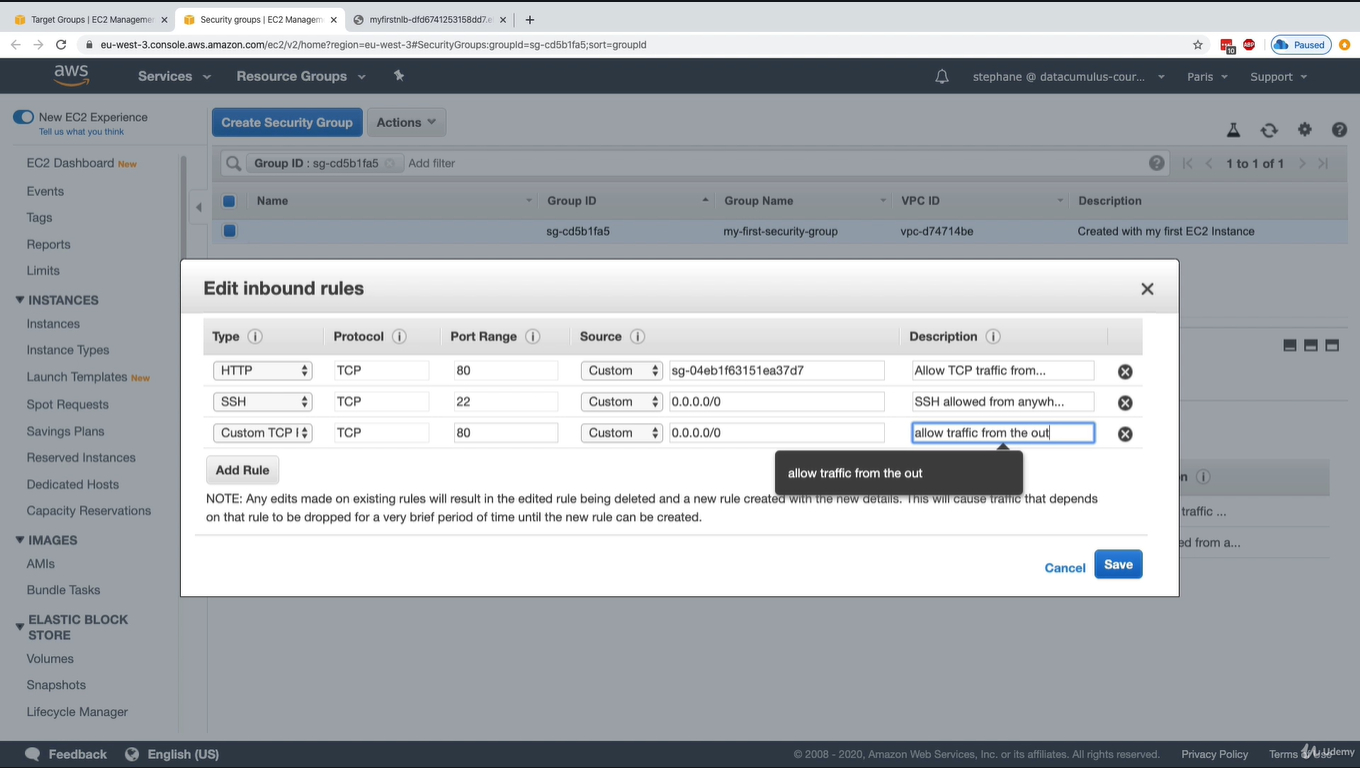 Target Groups | EC2 Manageme
Security groups | EC2 Manager
myfirstnlb-dfd6741253158dd7.e
eu-west-3.console.aws.amazon.com/ec2/v2/home?region=eu-west-3#SecurityGroups:groupId=sg-cd5b1fa5;sort=groupId
10
ABP
Paused
aws
Services
Resource Groups
stephane @ datacumulus-cour...
Paris
Support
New EC2 Experience
Tell us what you think
Create Security Group
Actions
EC2 Dashboard New
Events
Tags
Reports
Limits
INSTANCES
Instances
Instance Types
Launch Templates New
Spot Requests
Savings Plans
Reserved Instances
Dedicated Hosts
Capacity Reservations
IMAGES
AMIs
Bundle Tasks
ELASTIC BLOCK
STORE
Volumes
Snapshots
Lifecycle Manager
Group ID : sg-cd5b1fa5
Add filter
1 to 1 of 1
Name Group ID Group Name VPC ID Description
sg-cd5b1fa5 my-first-security-group vpc-d74714be Created with my first EC2 Instance
Edit inbound rules
Type Protocol Port Range Source Description
HTTP TCP 80 Custom sg-04eb1f63151ea37d7 Allow TCP traffic from...
SSH TCP 22 Custom 0.0.0.0/0 SSH allowed from anywh...
Custom TCP TCP 80 Custom 0.0.0.0/0 allow traffic from the out
Add Rule
allow traffic from the out
NOTE: Any edits made on existing rules will result in the edited rule being deleted and a new rule created with the new details. This will cause traffic that depends
on that rule to be dropped for a very brief period of time until the new rule can be created.
Cancel
Save
n
traffic ...
ed from a...
Feedback
English (US)
© 2008 - 2020, Amazon Web Services, Inc. or its affiliates. All rights reserved.
Privacy Policy
Terms
Udemy